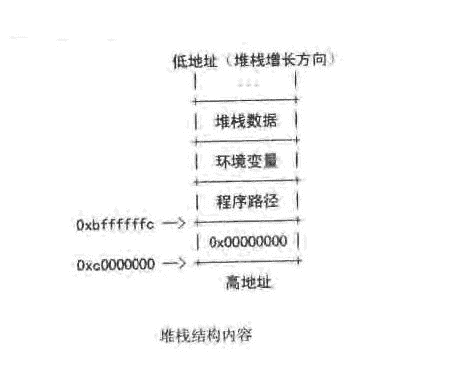 低地址（堆栈增长方向）
...
堆栈数据
环境变量
程序路径
0xbffffffc
0x00000000
0xc0000000
高地址
堆栈结构内容